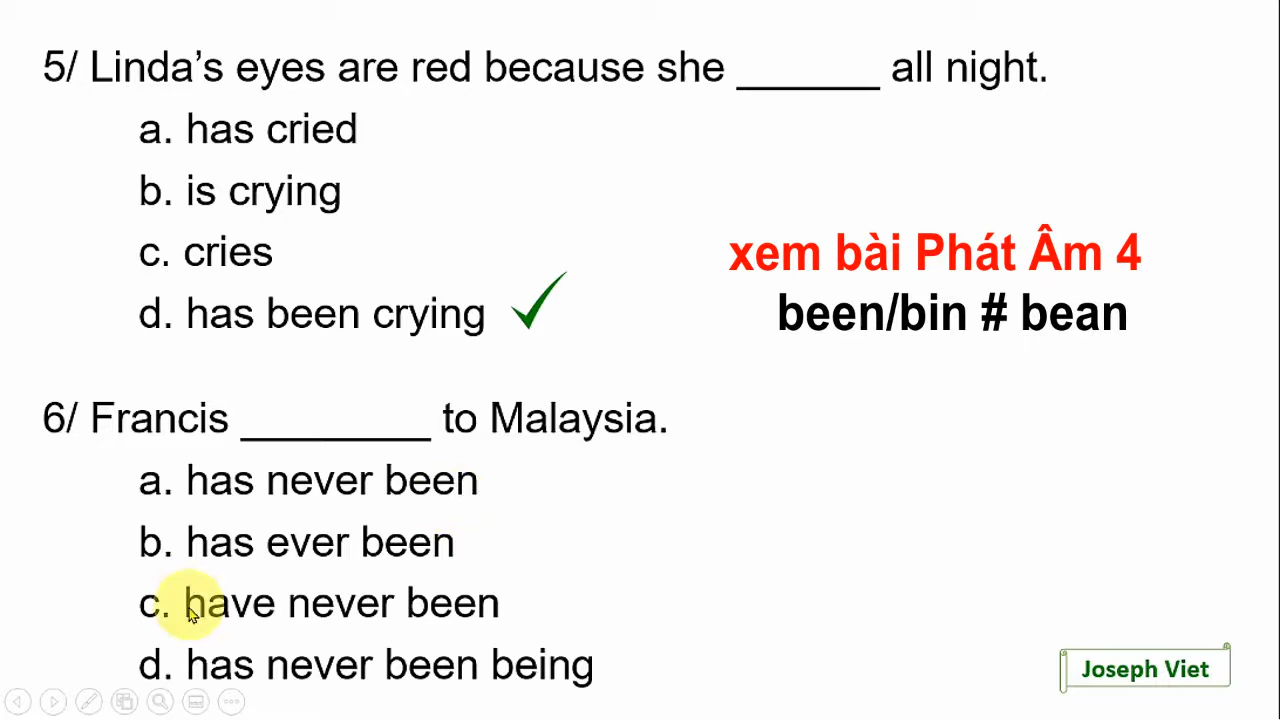 5/ Linda’s eyes are red because she ______ all night.
a. has cried
b. is crying
c. cries
d. has been crying
xem bài Phát Âm 4
been/bin # bean
6/ Francis ________ to Malaysia.
a. has never been
b. has ever been
c. have never been
d. has never been being
Joseph Viet